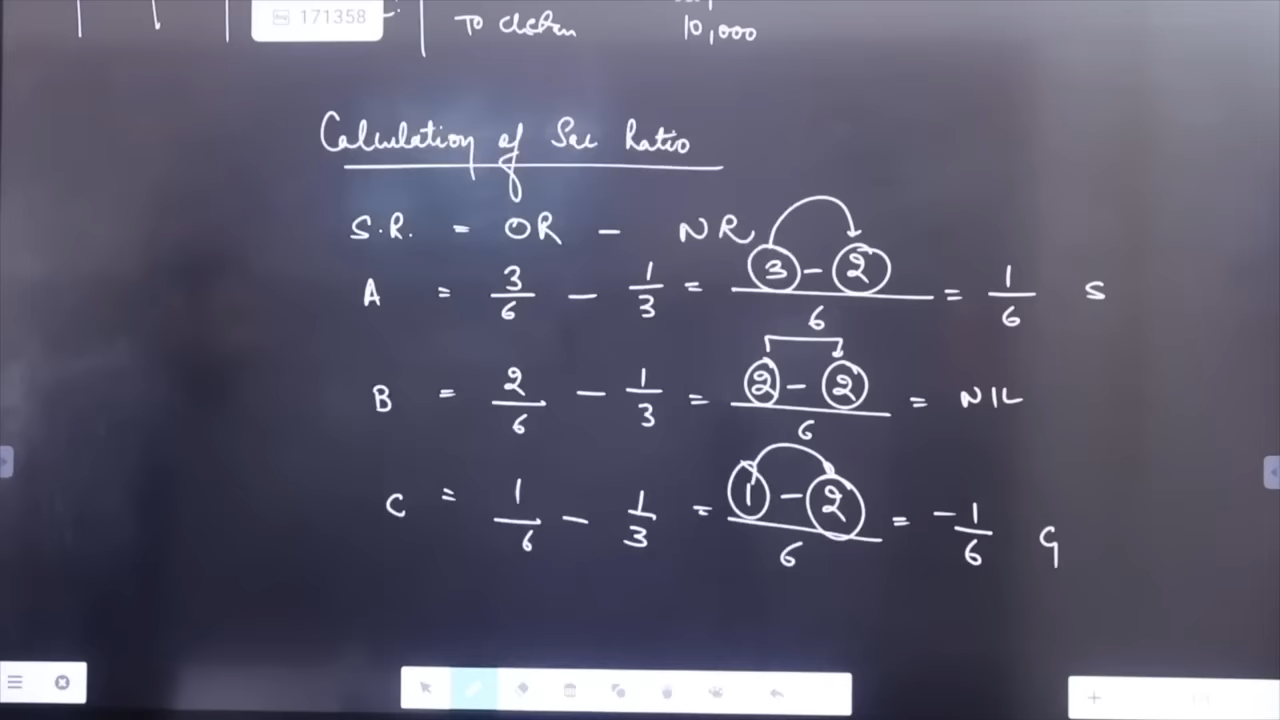 171358
To
10,000
Calculation of Sac Ratio
S.R. = OR - NR
A = 3/6 - 1/3 = 3-2/6 = 1/6 S
B = 2/6 - 1/3 = 2-2/6 = NIL
C = 1/6 - 1/3 = 1-2/6 = -1/6 G